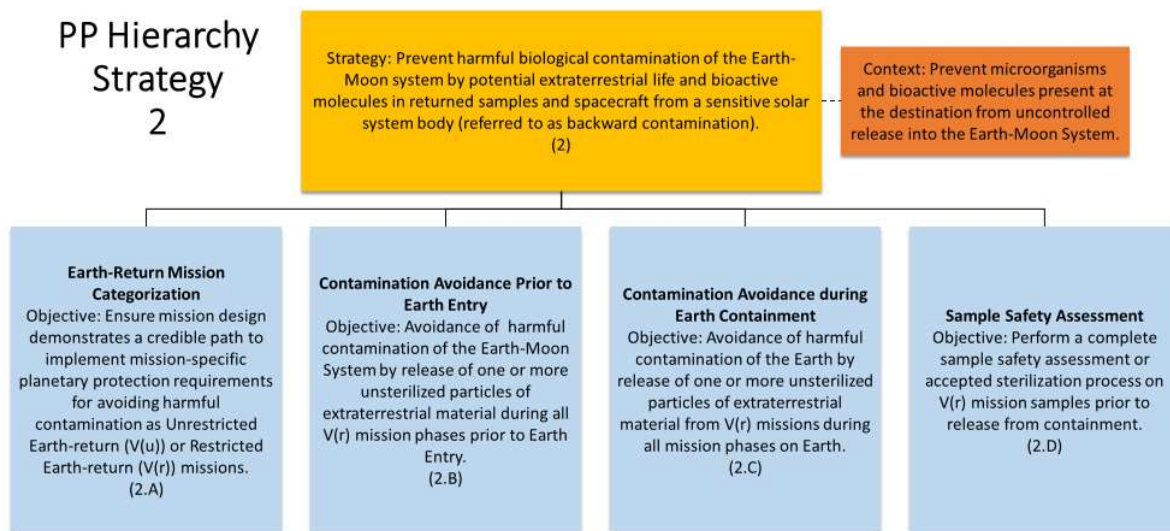 PP Hierarchy
Strategy
2
Strategy: Prevent harmful biological contamination of the Earth-
Moon system by potential extraterrestrial life and bioactive
molecules in returned samples and spacecraft from a sensitive solar
system body (referred to as backward contamination).
(2)
Context: Prevent microorganisms
and bioactive molecules present at
the destination from uncontrolled
release into the Earth-Moon System.
Earth-Return Mission
Categorization
Objective: Ensure mission design
demonstrates a credible path to
implement mission-specific
planetary protection requirements
for avoiding harmful
contamination as Unrestricted
Earth-return (V(u)) or Restricted
Earth-return (V(r)) missions.
(2.A)
Contamination Avoidance Prior to
Earth Entry
Objective: Avoidance of harmful
contamination of the Earth-Moon
System by release of one or more
unsterilized particles of
extraterrestrial material during all
V(r) mission phases prior to Earth
Entry.
(2.B)
Contamination Avoidance during
Earth Containment
Objective: Avoidance of harmful
contamination of the Earth by
release of one or more unsterilized
particles of extraterrestrial
material from V(r) missions during
all mission phases on Earth.
(2.C)
Sample Safety Assessment
Objective: Perform a complete
sample safety assessment or
accepted sterilization process on
V(r) mission samples prior to
release from containment.
(2.D)